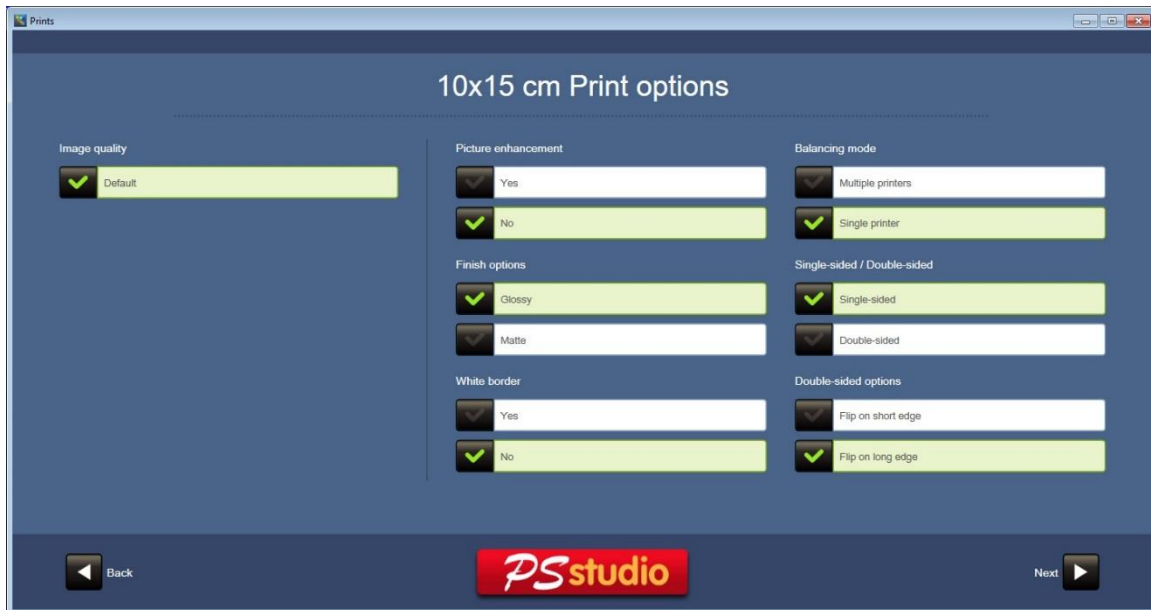 Prints
10x15 cm Print options
Image quality
Default
Picture enhancement
Yes
No
Finish options
Glossy
Matte
White border
Yes
No
Balancing mode
Multiple printers
Single printer
Single-sided / Double-sided
Single-sided
Double-sided
Double-sided options
Flip on short edge
Flip on long edge
Back
PSstudio
Next